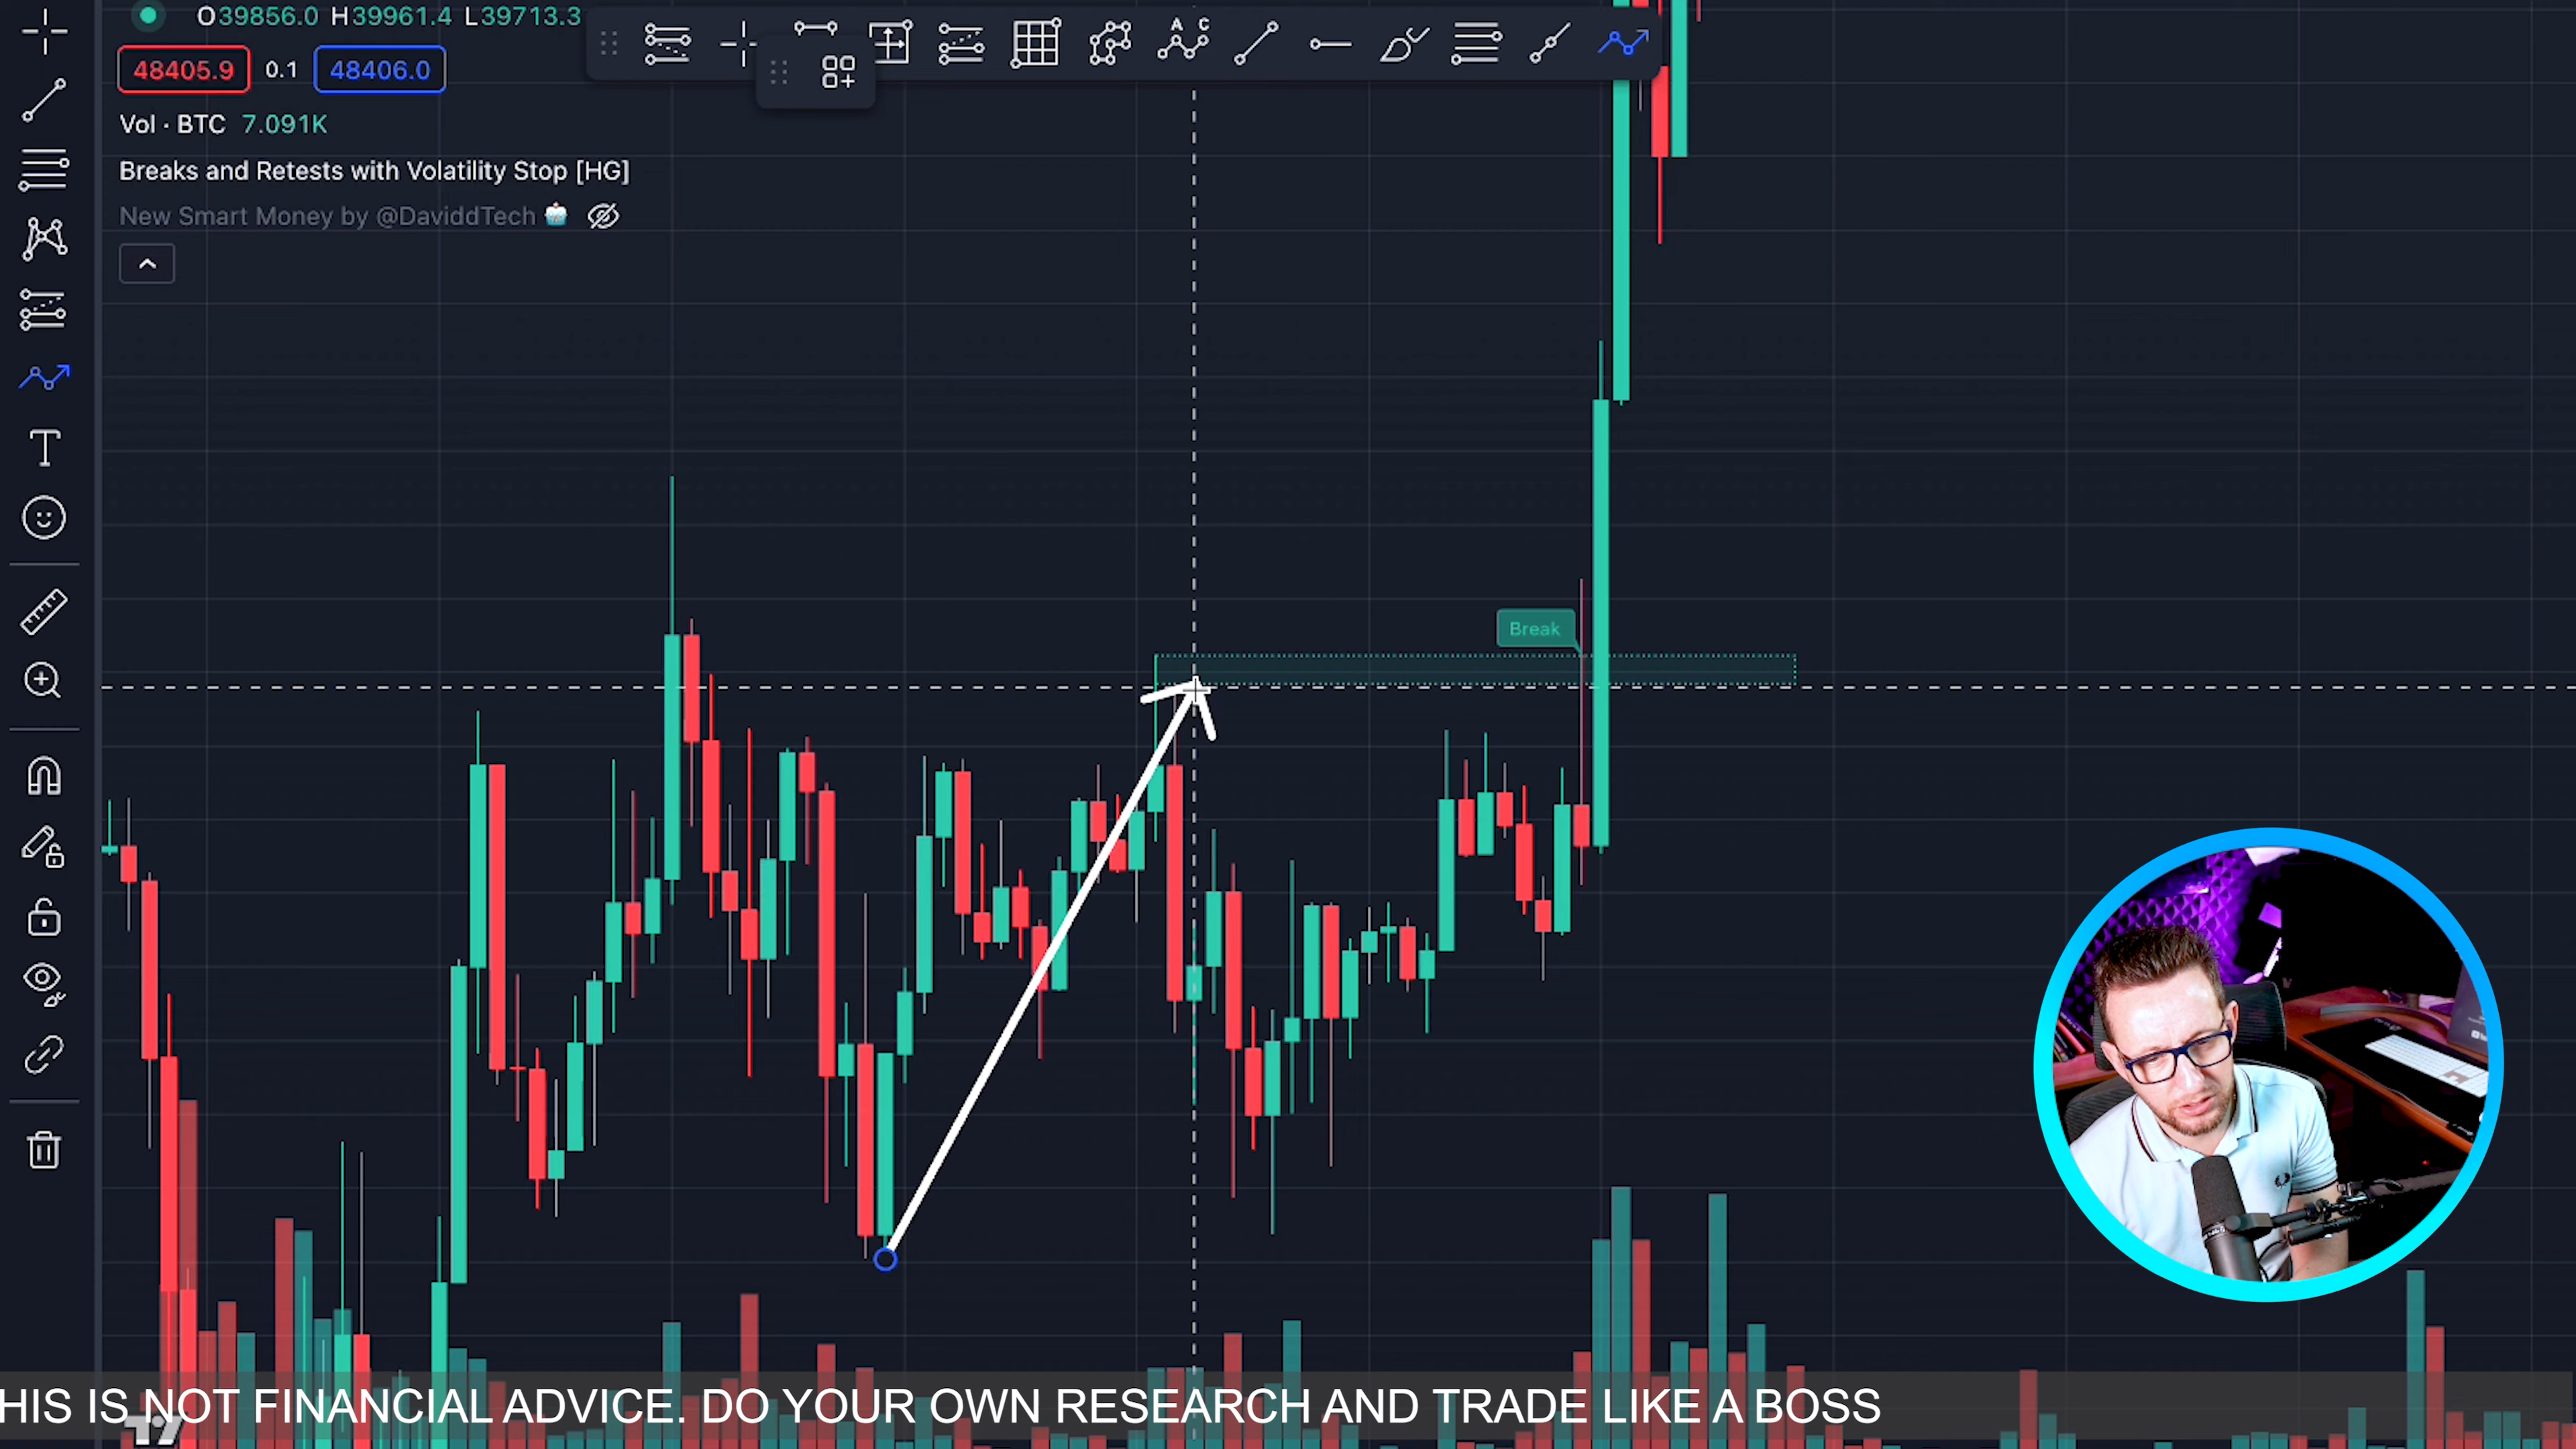 O39856.0 H39961.4 L39713.3
48405.9 0.1 48406.0
Vol · BTC 7.091K
Breaks and Retests with Volatility Stop [HG]
New Smart Money by @DaviddTech 🧁
A C
T
Break
HIS IS NOT FINANCIAL ADVICE. DO YOUR OWN RESEARCH AND TRADE LIKE A BOSS